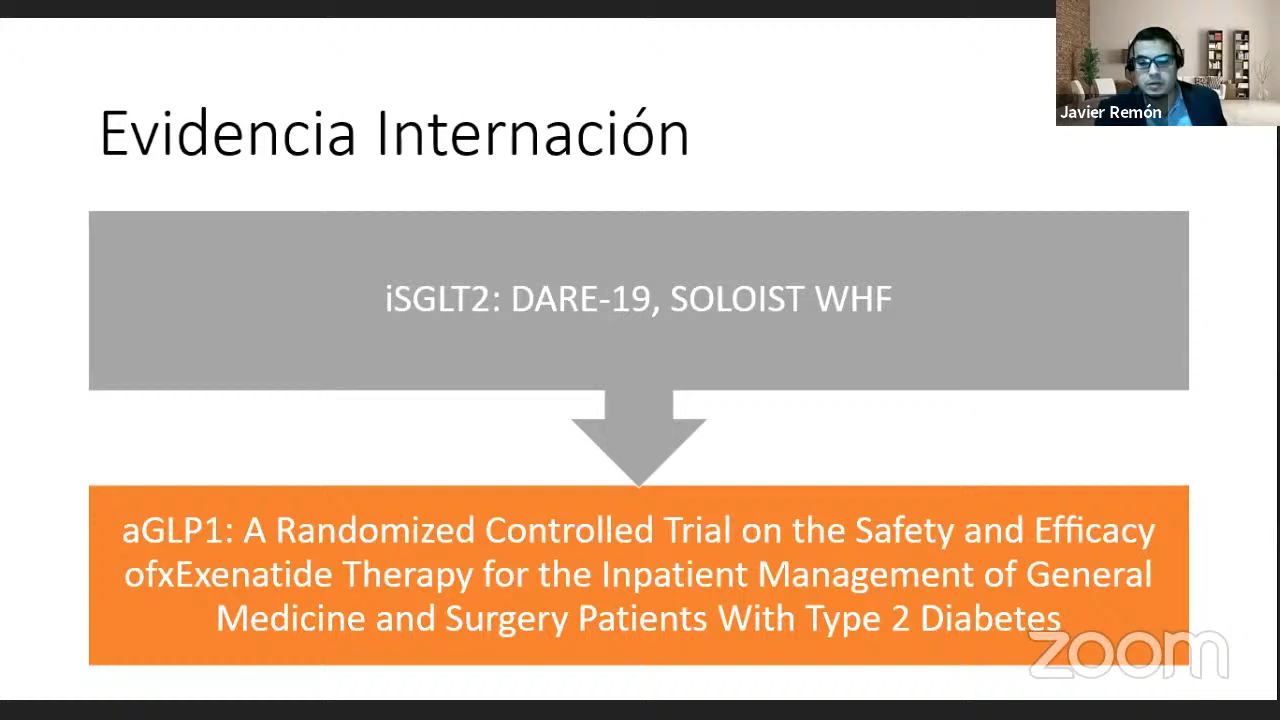 Javier Remón
Evidencia Internación
iSGLT2: DARE-19, SOLOIST WHF
aGLP1: A Randomized Controlled Trial on the Safety and Efficacy
ofxExenatide Therapy for the Inpatient Management of General
Medicine and Surgery Patients With Type 2 Diabetes
zoom